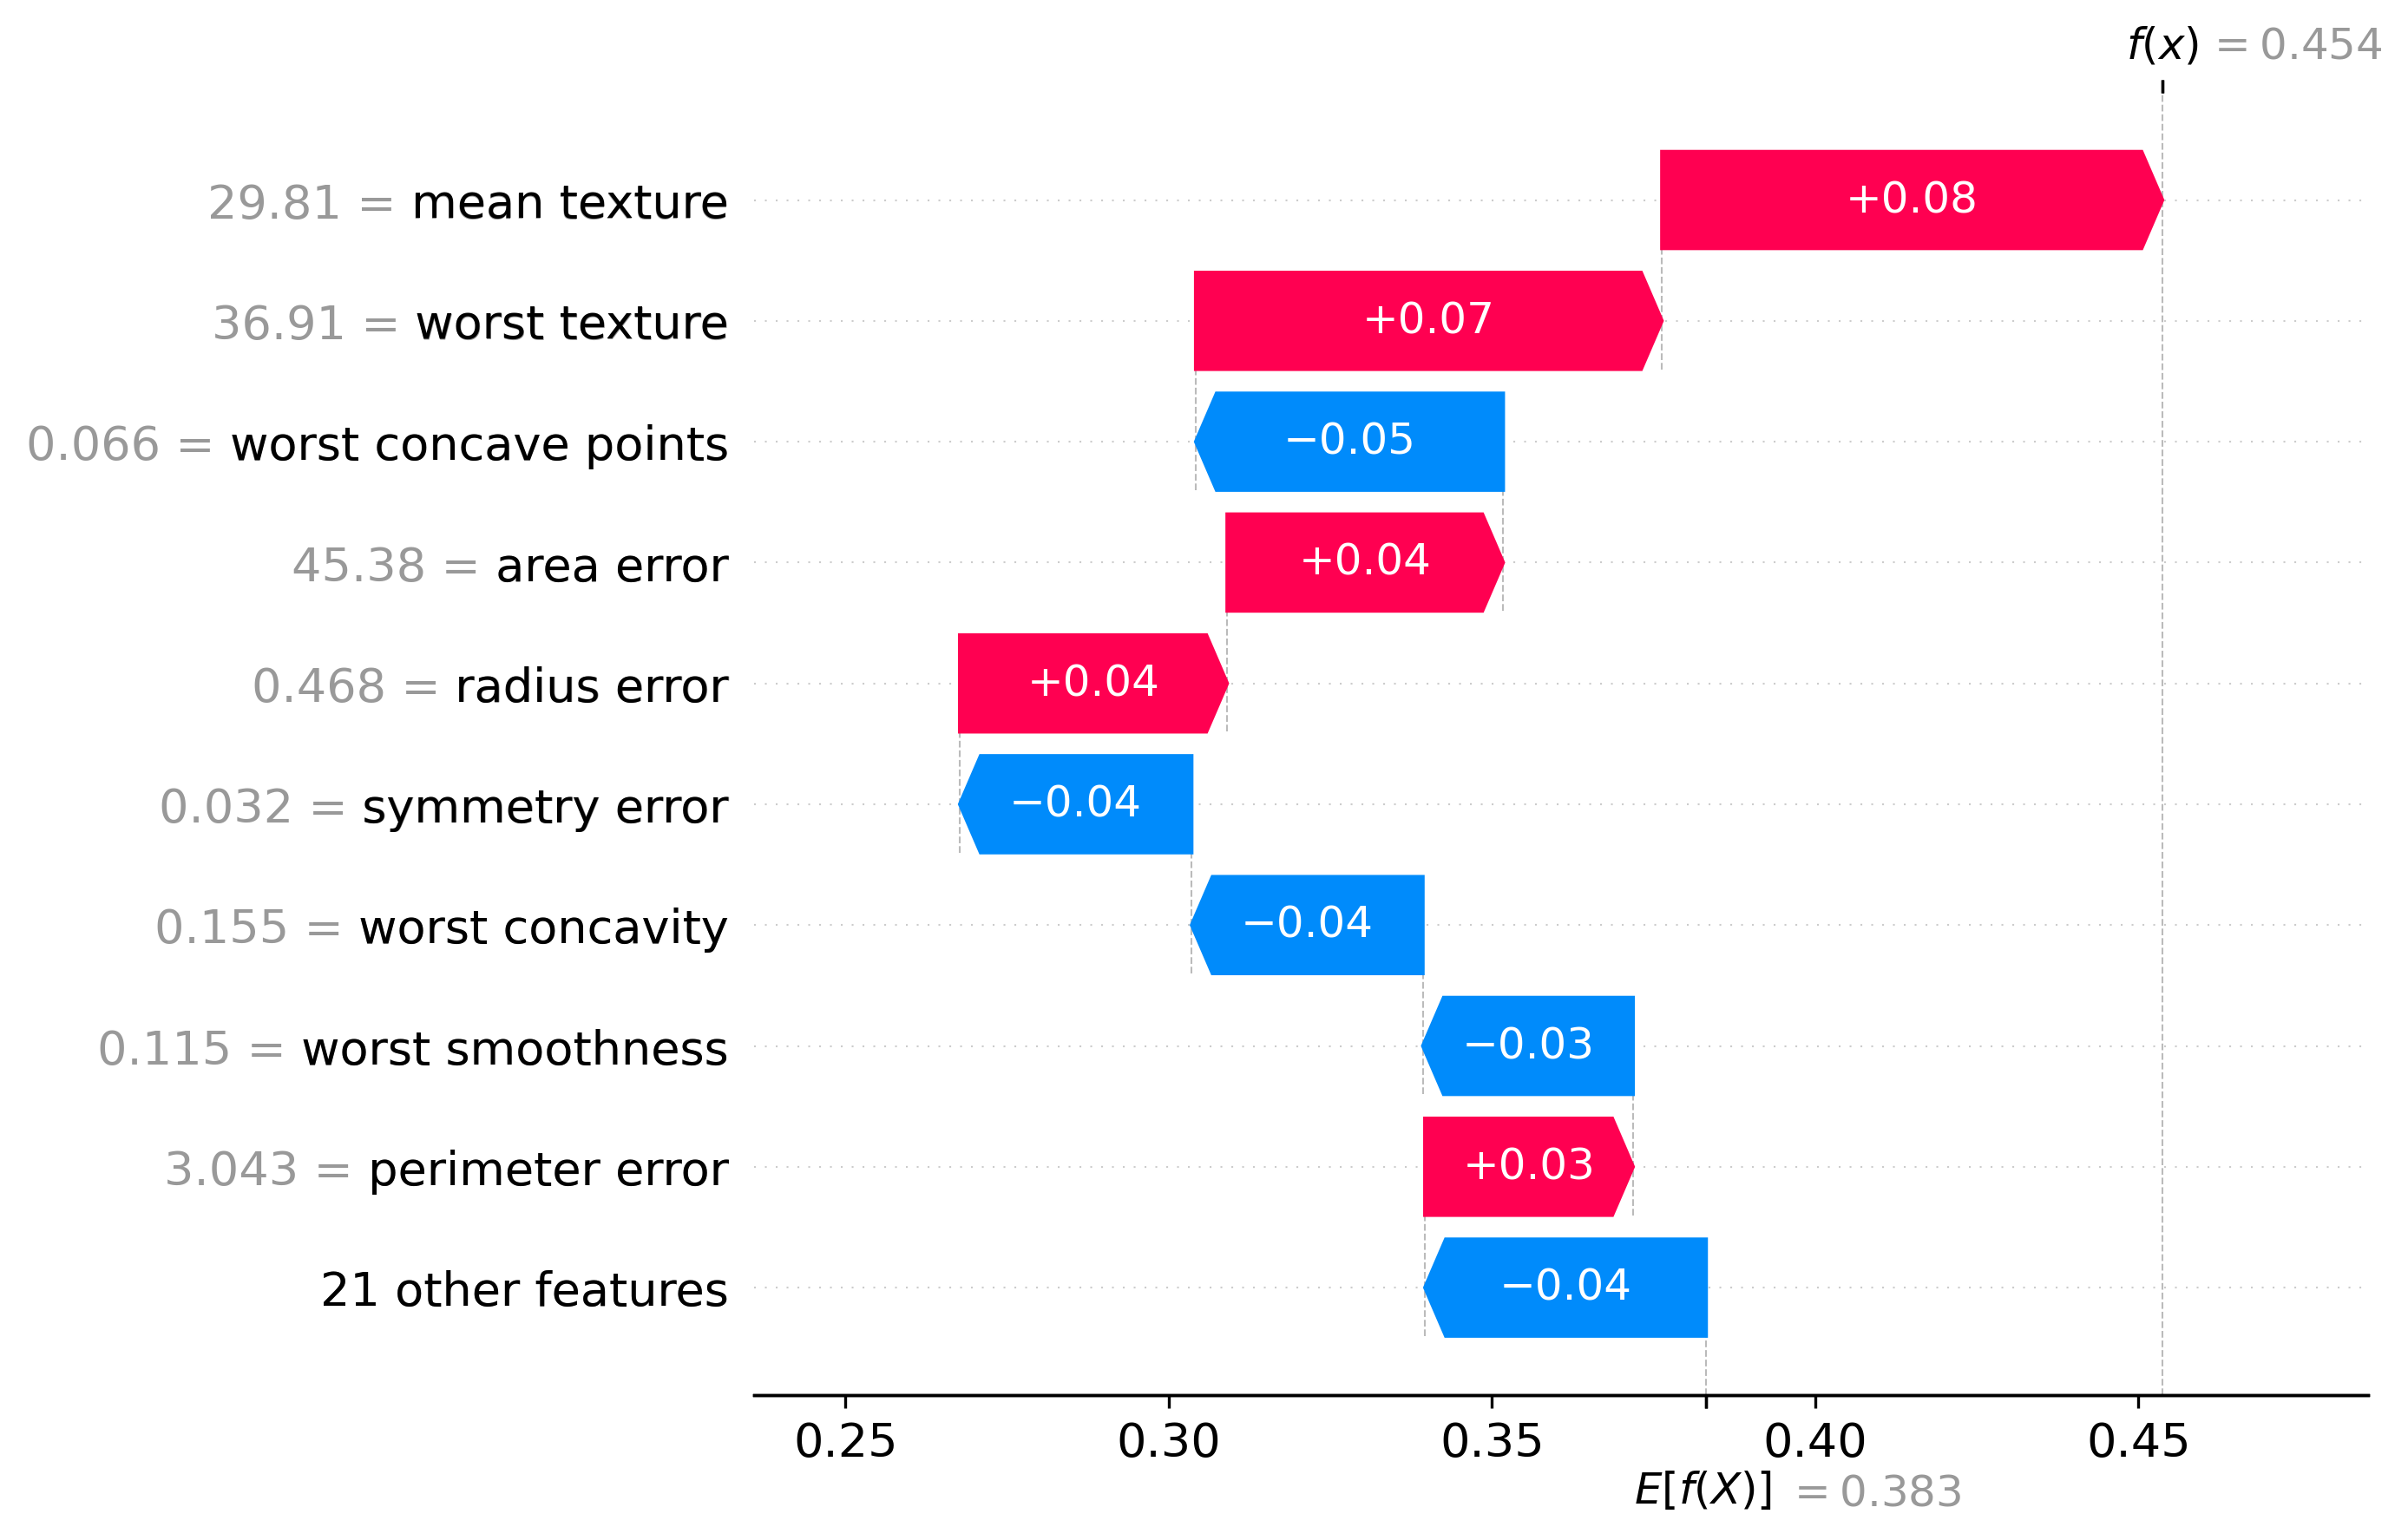 f(x) = 0.454
29.81 = mean texture +0.08
36.91 = worst texture +0.07
0.066 = worst concave points −0.05
45.38 = area error +0.04
0.468 = radius error +0.04
0.032 = symmetry error −0.04
0.155 = worst concavity −0.04
0.115 = worst smoothness −0.03
3.043 = perimeter error +0.03
21 other features −0.04
0.25 0.30 0.35 0.40 0.45
E[f(X)] = 0.383